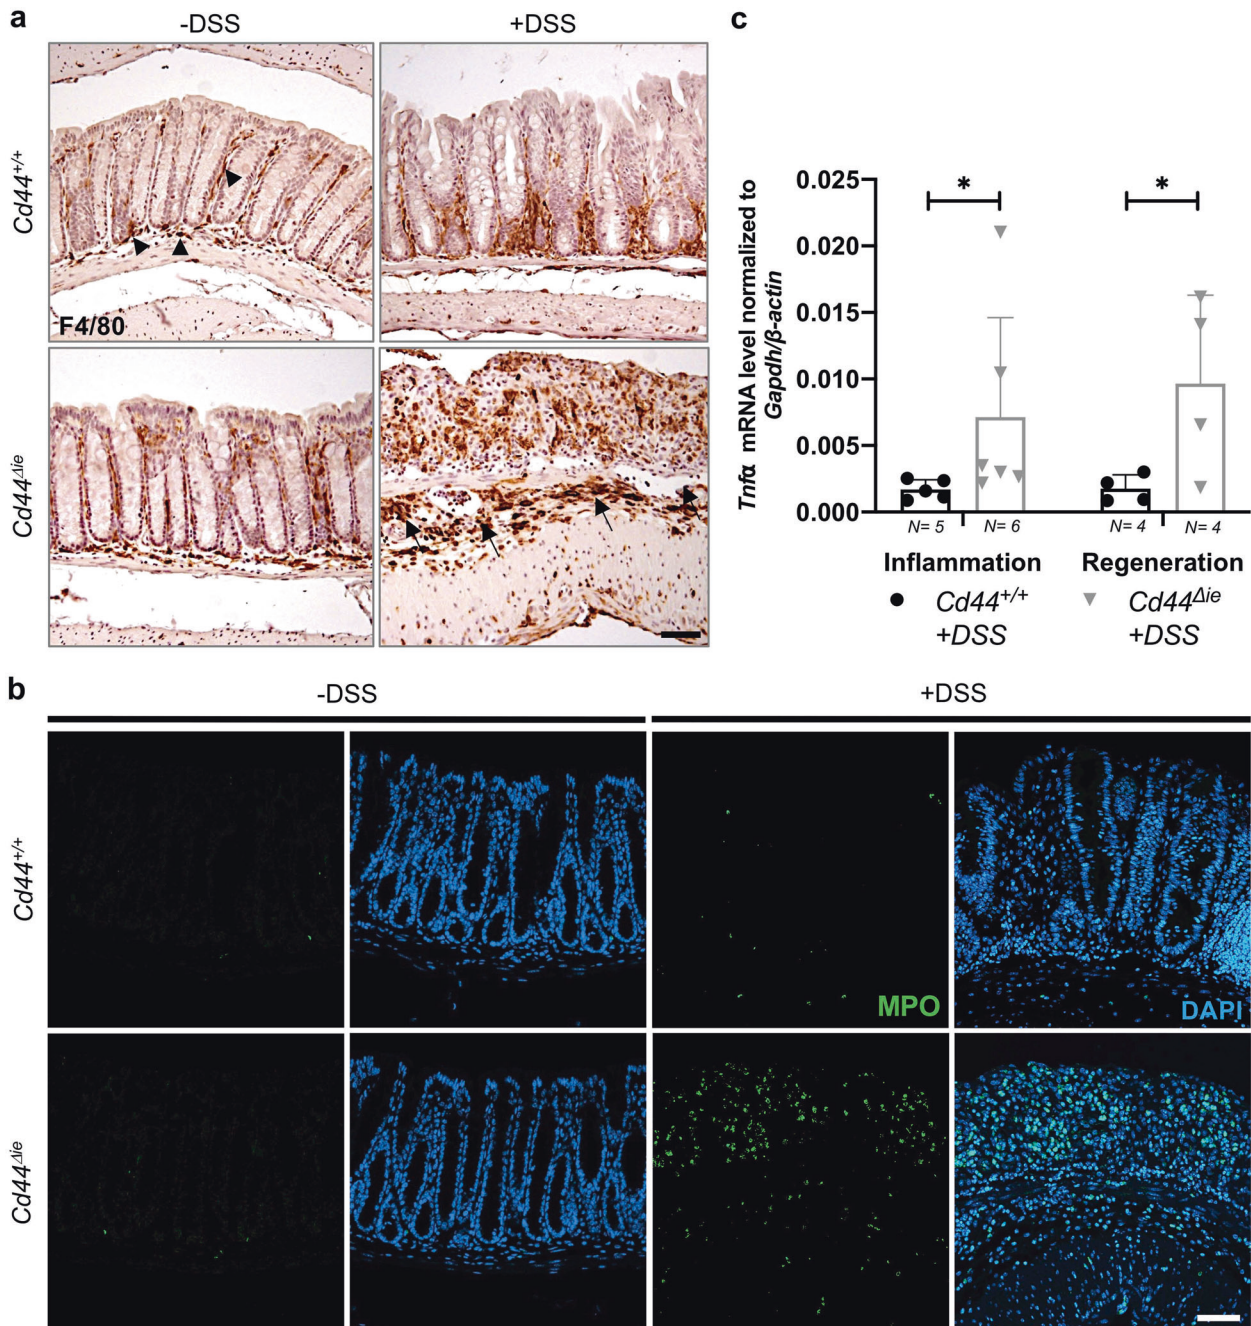 a
-DSS
+DSS
Cd44+/+
F4/80
Cd44Δie
c
Tnfα mRNA level normalized to
Gapdh/β-actin
0.025
0.020
0.015
0.010
0.005
0.000
*
*
N= 5
N= 6
N= 4
N= 4
Inflammation
Regeneration
Cd44+/+
+DSS
Cd44Δie
+DSS
b
-DSS
+DSS
Cd44+/+
MPO
DAPI
Cd44Δie